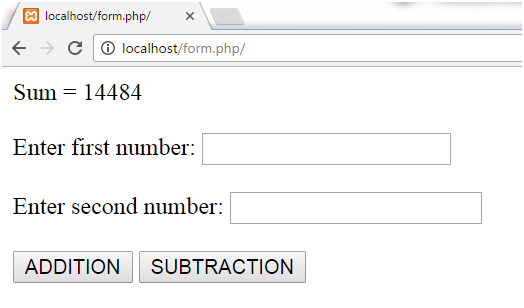 localhost/form.php/
localhost/form.php/
Sum = 14484
Enter first number:
Enter second number:
ADDITION SUBTRACTION